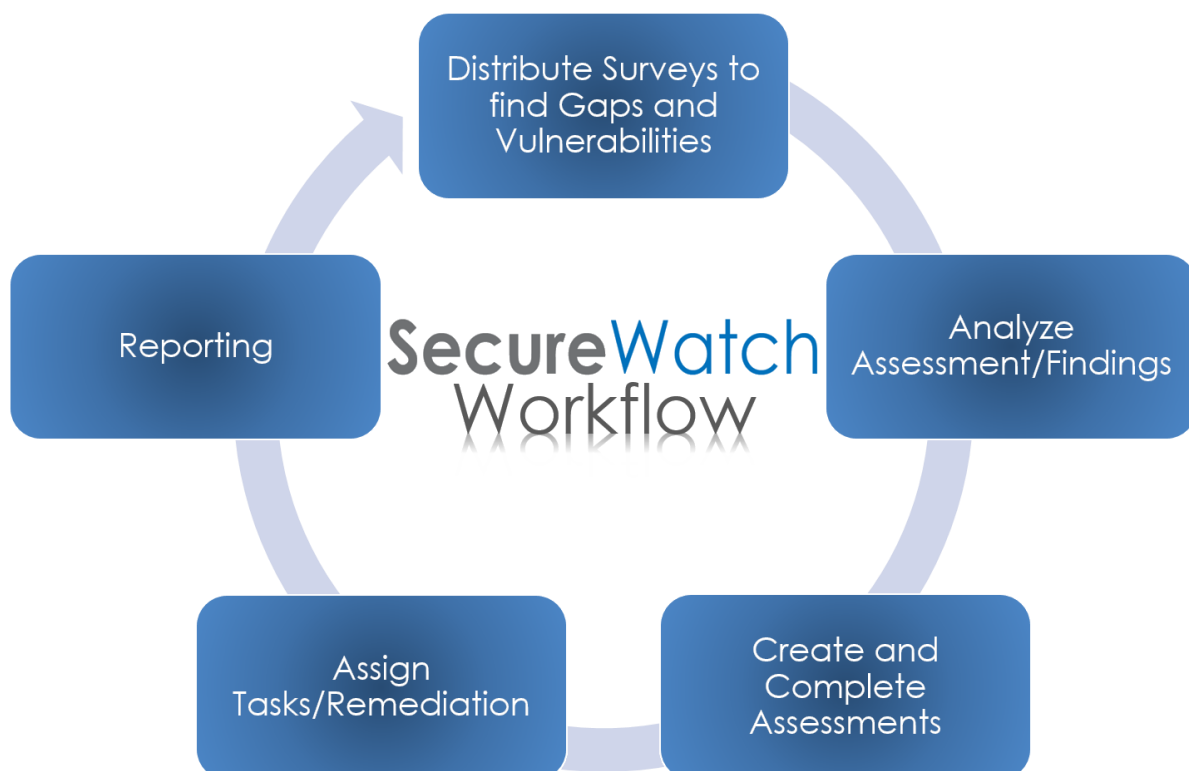 Distribute Surveys to
find Gaps and
Vulnerabilities
Analyze
Assessment/Findings
Create and
Complete
Assessments
Assign
Tasks/Remediation
Reporting
SecureWatch
Workflow